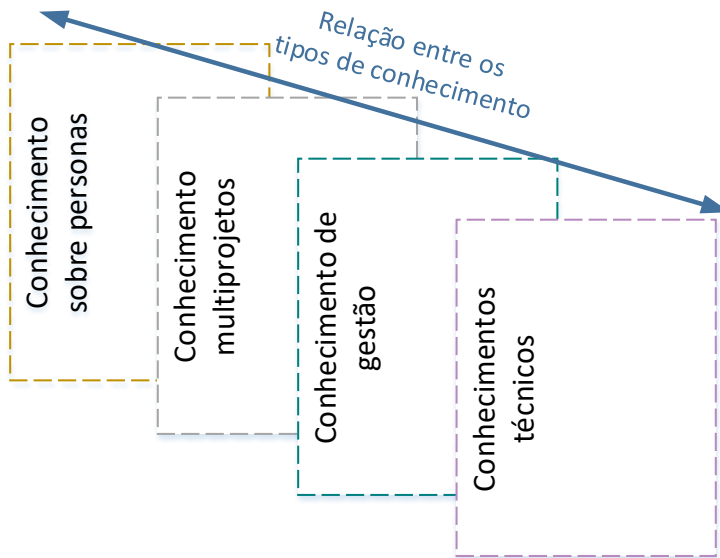 Relação entre os
tipos de conhecimento
Conhecimento
sobre personas
Conhecimento
multiprojetos
Conhecimento de
gestão
Conhecimentos
técnicos